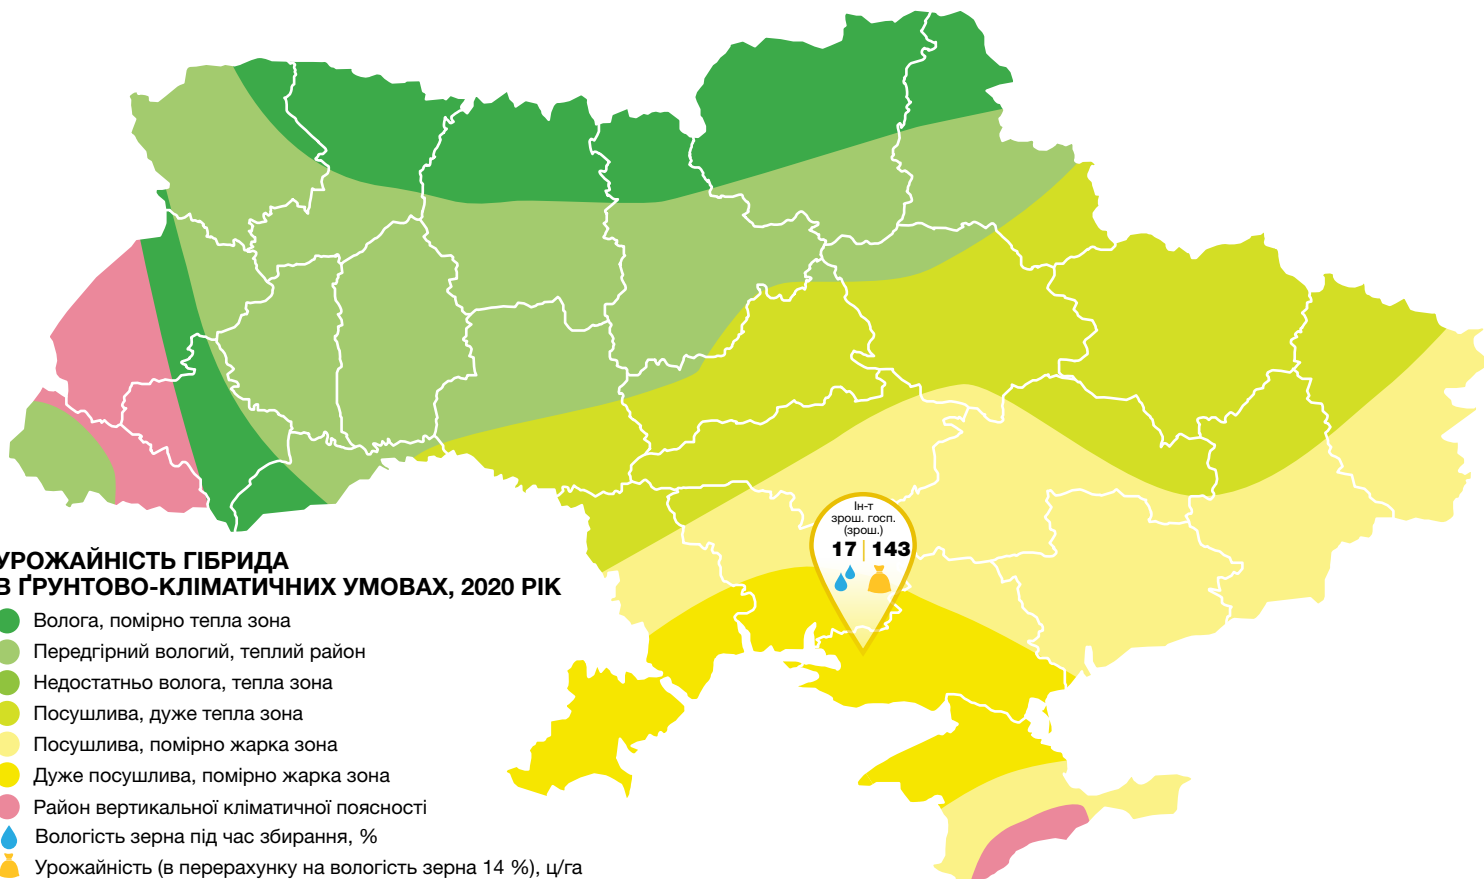 Ін-т
зрош. госп.
(зрош.)
17 143
УРОЖАЙНІСТЬ ГІБРИДА
В ҐРУНТОВО-КЛІМАТИЧНИХ УМОВАХ, 2020 РІК
Волога, помірно тепла зона
Передгірний вологий, теплий район
Недостатньо волога, тепла зона
Посушлива, дуже тепла зона
Посушлива, помірно жарка зона
Дуже посушлива, помірно жарка зона
Район вертикальної кліматичної поясності
Вологість зерна під час збирання, %
Урожайність (в перерахунку на вологість зерна 14 %), ц/га